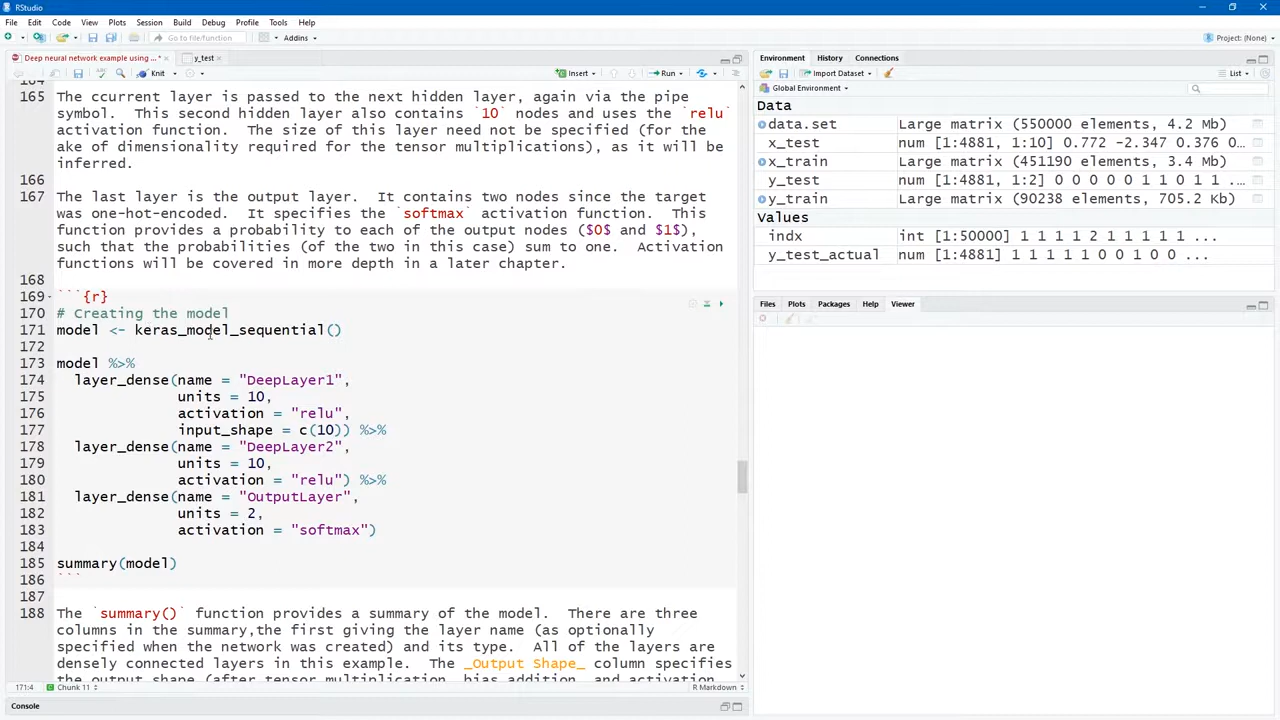 RStudio
File Edit Code View Plots Session Build Debug Profile Tools Help
Go to file/function Addins
Project: (None)
Deep neural network example using ...* y_test
Knit Insert Run
165 The ccurrent layer is passed to the next hidden layer, again via the pipe
symbol. This second hidden layer also contains `10` nodes and uses the `relu`
activation function. The size of this layer need not be specified (for the
ake of dimensionality required for the tensor multiplications), as it will be
inferred.
166
167 The last layer is the output layer. It contains two nodes since the target
was one-hot-encoded. It specifies the `softmax` activation function. This
function provides a probability to each of the output nodes ($0$ and $1$),
such that the probabilities (of the two in this case) sum to one. Activation
functions will be covered in more depth in a later chapter.
168
169 ```{r}
170 # Creating the model
171 model <- keras_model_sequential()
172
173 model %>%
174 layer_dense(name = "DeepLayer1",
175 units = 10,
176 activation = "relu",
177 input_shape = c(10)) %>%
178 layer_dense(name = "DeepLayer2",
179 units = 10,
180 activation = "relu") %>%
181 layer_dense(name = "OutputLayer",
182 units = 2,
183 activation = "softmax")
184
185 summary(model)
186 ```
187
188 The `summary()` function provides a summary of the model. There are three
columns in the summary,the first giving the layer name (as optionally
specified when the network was created) and its type. All of the layers are
densely connected layers in this example. The _Output Shape_ column specifies
the output shape (after tensor multiplication, bias addition, and activation
171:4 Chunk 11 R Markdown
Console
Environment History Connections
Import Dataset List
Global Environment
Data
data.set Large matrix (550000 elements, 4.2 Mb)
x_test num [1:4881, 1:10] 0.772 -2.347 0.376 0...
x_train Large matrix (451190 elements, 3.4 Mb)
y_test num [1:4881, 1:2] 0 0 0 0 0 1 1 0 1 1 ...
y_train Large matrix (90238 elements, 705.2 Kb)
Values
indx int [1:50000] 1 1 1 1 2 1 1 1 1 1 ...
y_test_actual num [1:4881] 1 1 1 1 1 0 0 1 0 0 ...
Files Plots Packages Help Viewer